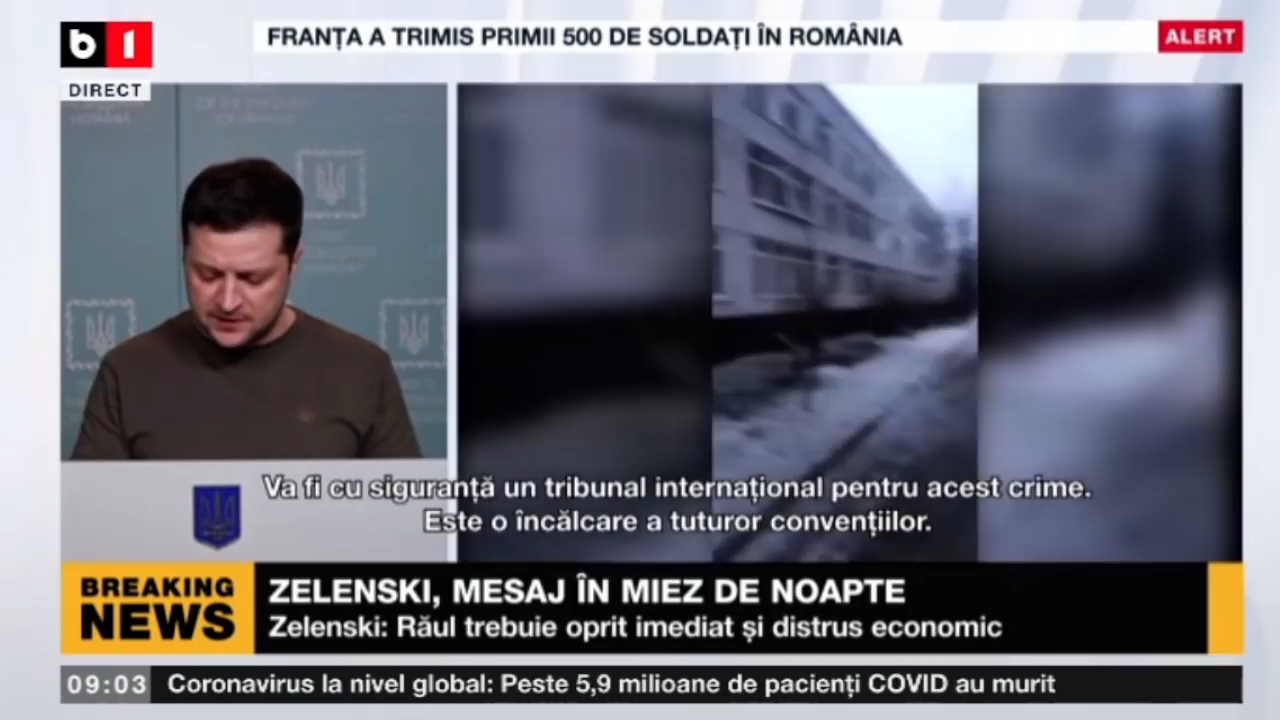 b 1
FRANȚA A TRIMIS PRIMII 500 DE SOLDAȚI ÎN ROMÂNIA
ALERT
DIRECT
Va fi cu siguranță un tribunal internațional pentru acest crime.
Este o încălcare a tuturor convențiilor.
BREAKING NEWS
ZELENSKI, MESAJ ÎN MIEZ DE NOAPTE
Zelenski: Răul trebuie oprit imediat și distrus economic
09:03 Coronavirus la nivel global: Peste 5,9 milioane de pacienți COVID au murit